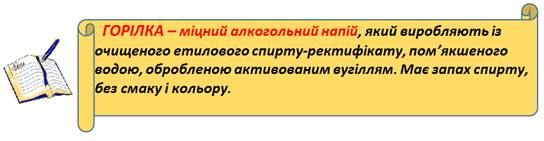 ГОРІЛКА – міцний алкогольний напій, який виробляють із
очищеного етилового спирту-ректифікату, пом’якшеного
водою, обробленою активованим вугіллям. Має запах спирту,
без смаку і кольору.